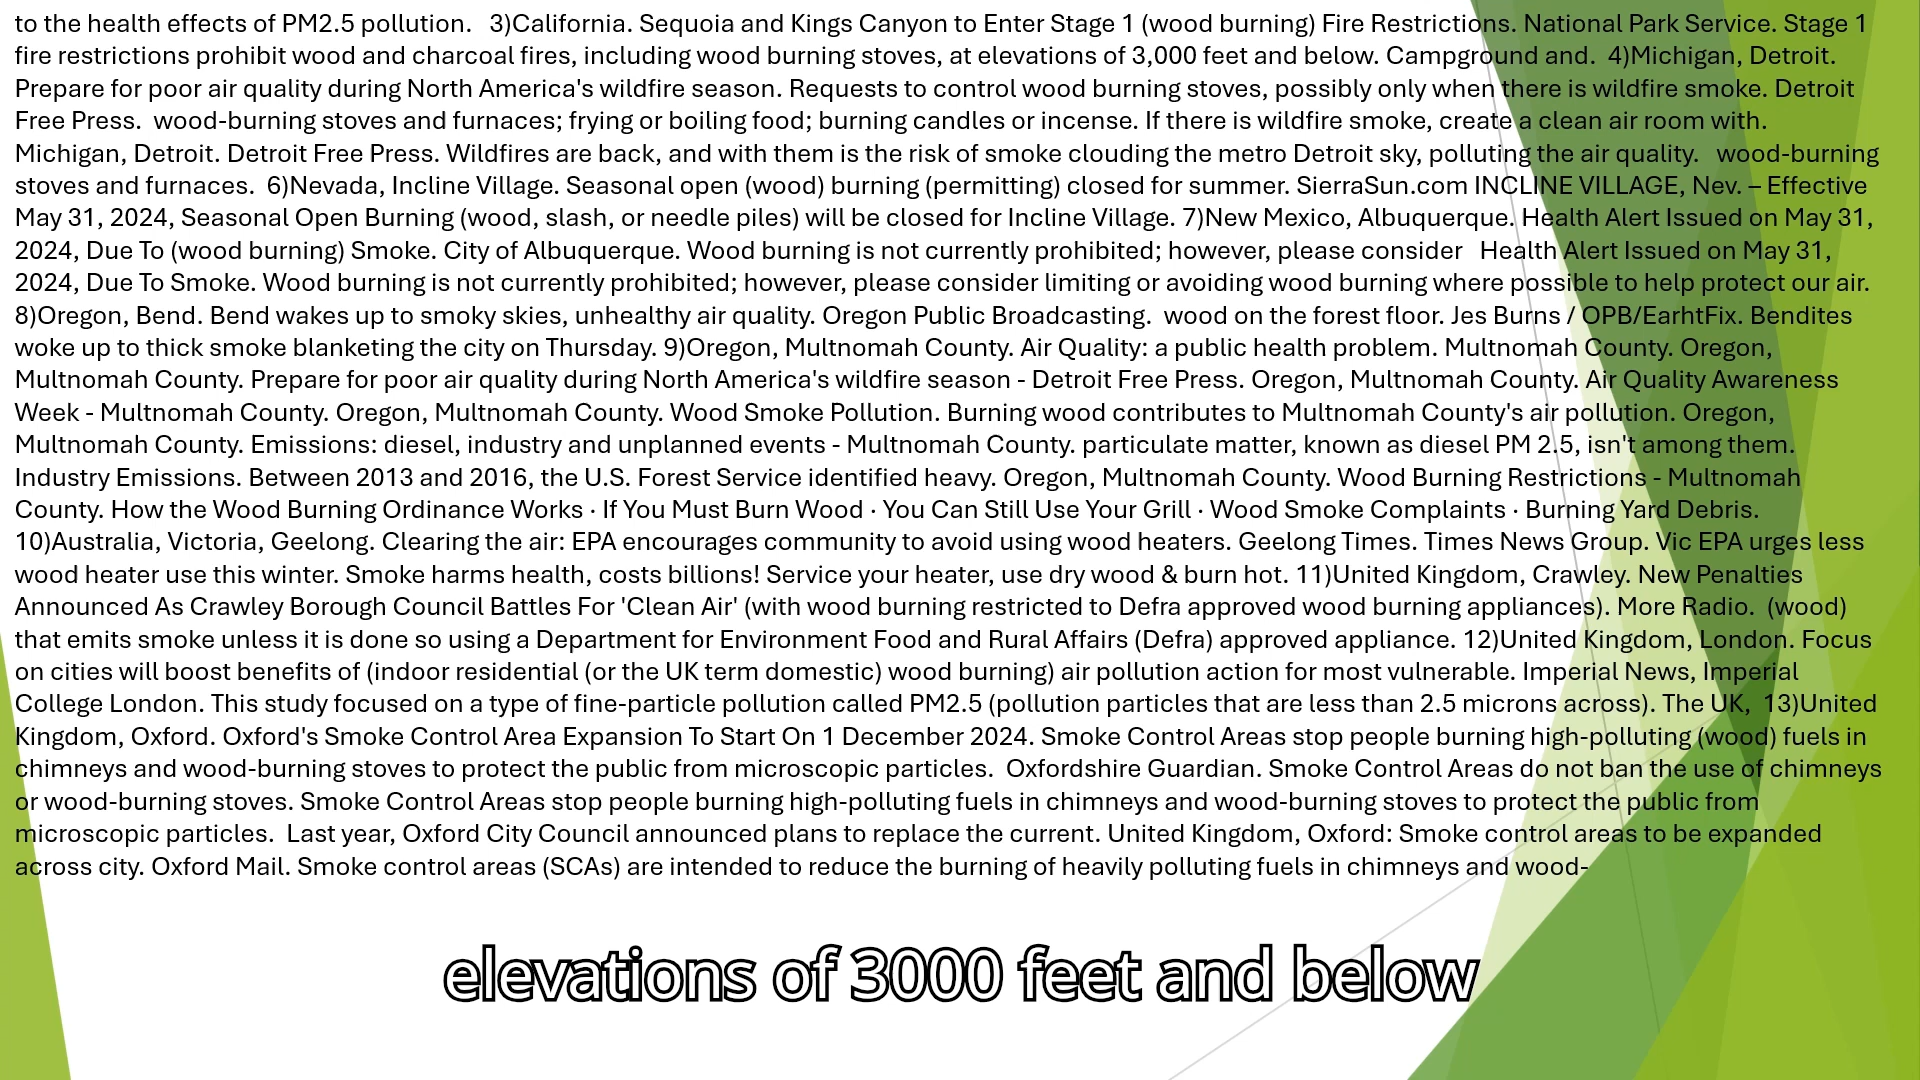 to the health effects of PM2.5 pollution.   3)California. Sequoia and Kings Canyon to Enter Stage 1 (wood burning) Fire Restrictions. National Park Service. Stage 1
fire restrictions prohibit wood and charcoal fires, including wood burning stoves, at elevations of 3,000 feet and below. Campground and.  4)Michigan, Detroit.
Prepare for poor air quality during North America's wildfire season. Requests to control wood burning stoves, possibly only when there is wildfire smoke. Detroit
Free Press.  wood-burning stoves and furnaces; frying or boiling food; burning candles or incense. If there is wildfire smoke, create a clean air room with.
Michigan, Detroit. Detroit Free Press. Wildfires are back, and with them is the risk of smoke clouding the metro Detroit sky, polluting the air quality.   wood-burning
stoves and furnaces.  6)Nevada, Incline Village. Seasonal open (wood) burning (permitting) closed for summer. SierraSun.com INCLINE VILLAGE, Nev. – Effective
May 31, 2024, Seasonal Open Burning (wood, slash, or needle piles) will be closed for Incline Village. 7)New Mexico, Albuquerque. Health Alert Issued on May 31,
2024, Due To (wood burning) Smoke. City of Albuquerque. Wood burning is not currently prohibited; however, please consider   Health Alert Issued on May 31,
2024, Due To Smoke. Wood burning is not currently prohibited; however, please consider limiting or avoiding wood burning where possible to help protect our air.
8)Oregon, Bend. Bend wakes up to smoky skies, unhealthy air quality. Oregon Public Broadcasting.  wood on the forest floor. Jes Burns / OPB/EarhtFix. Bendites
woke up to thick smoke blanketing the city on Thursday. 9)Oregon, Multnomah County. Air Quality: a public health problem. Multnomah County. Oregon,
Multnomah County. Prepare for poor air quality during North America's wildfire season - Detroit Free Press. Oregon, Multnomah County. Air Quality Awareness
Week - Multnomah County. Oregon, Multnomah County. Wood Smoke Pollution. Burning wood contributes to Multnomah County's air pollution. Oregon,
Multnomah County. Emissions: diesel, industry and unplanned events - Multnomah County. particulate matter, known as diesel PM 2.5, isn't among them.
Industry Emissions. Between 2013 and 2016, the U.S. Forest Service identified heavy. Oregon, Multnomah County. Wood Burning Restrictions - Multnomah
County. How the Wood Burning Ordinance Works · If You Must Burn Wood · You Can Still Use Your Grill · Wood Smoke Complaints · Burning Yard Debris.
10)Australia, Victoria, Geelong. Clearing the air: EPA encourages community to avoid using wood heaters. Geelong Times. Times News Group. Vic EPA urges less
wood heater use this winter. Smoke harms health, costs billions! Service your heater, use dry wood & burn hot. 11)United Kingdom, Crawley. New Penalties
Announced As Crawley Borough Council Battles For 'Clean Air' (with wood burning restricted to Defra approved wood burning appliances). More Radio.  (wood)
that emits smoke unless it is done so using a Department for Environment Food and Rural Affairs (Defra) approved appliance. 12)United Kingdom, London. Focus
on cities will boost benefits of (indoor residential (or the UK term domestic) wood burning) air pollution action for most vulnerable. Imperial News, Imperial
College London. This study focused on a type of fine-particle pollution called PM2.5 (pollution particles that are less than 2.5 microns across). The UK,  13)United
Kingdom, Oxford. Oxford's Smoke Control Area Expansion To Start On 1 December 2024. Smoke Control Areas stop people burning high-polluting (wood) fuels in
chimneys and wood-burning stoves to protect the public from microscopic particles.  Oxfordshire Guardian. Smoke Control Areas do not ban the use of chimneys
or wood-burning stoves. Smoke Control Areas stop people burning high-polluting fuels in chimneys and wood-burning stoves to protect the public from
microscopic particles.  Last year, Oxford City Council announced plans to replace the current. United Kingdom, Oxford: Smoke control areas to be expanded
across city. Oxford Mail. Smoke control areas (SCAs) are intended to reduce the burning of heavily polluting fuels in chimneys and wood-
elevations of 3000 feet and below